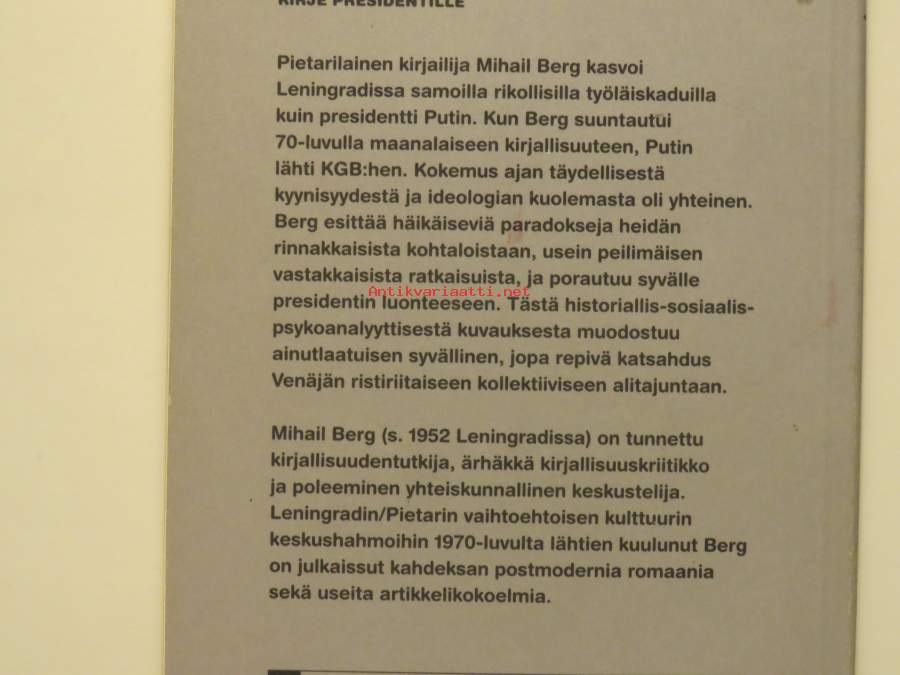 KIRJE PRESIDENTILLE
Pietarilainen kirjailija Mihail Berg kasvoi
Leningradissa samoilla rikollisilla työläiskaduilla
kuin presidentti Putin. Kun Berg suuntautui
70-luvulla maanalaiseen kirjallisuuteen, Putin
lähti KGB:hen. Kokemus ajan täydellisestä
kyynisyydestä ja ideologian kuolemasta oli yhteinen.
Berg esittää häikäiseviä paradokseja heidän
rinnakkaisista kohtaloistaan, usein peilimäisen
vastakkaisista ratkaisuista, ja porautuu syvälle
Antikvariaatti.net
presidentin luonteeseen. Tästä historiallis-sosiaalis-
psykoanalyyttisestä kuvauksesta muodostuu
ainutlaatuisen syvällinen, jopa repivä katsahdus
Venäjän ristiriitaiseen kollektiiviseen alitajuntaan.
Mihail Berg (s. 1952 Leningradissa) on tunnettu
kirjallisuudentutkija, ärhäkkä kirjallisuuskriitikko
ja poleeminen yhteiskunnallinen keskustelija.
Leningradin/Pietarin vaihtoehtoisen kulttuurin
keskushahmoihin 1970-luvulta lähtien kuulunut Berg
on julkaissut kahdeksan postmodernia romaania
sekä useita artikkelikokoelmia.